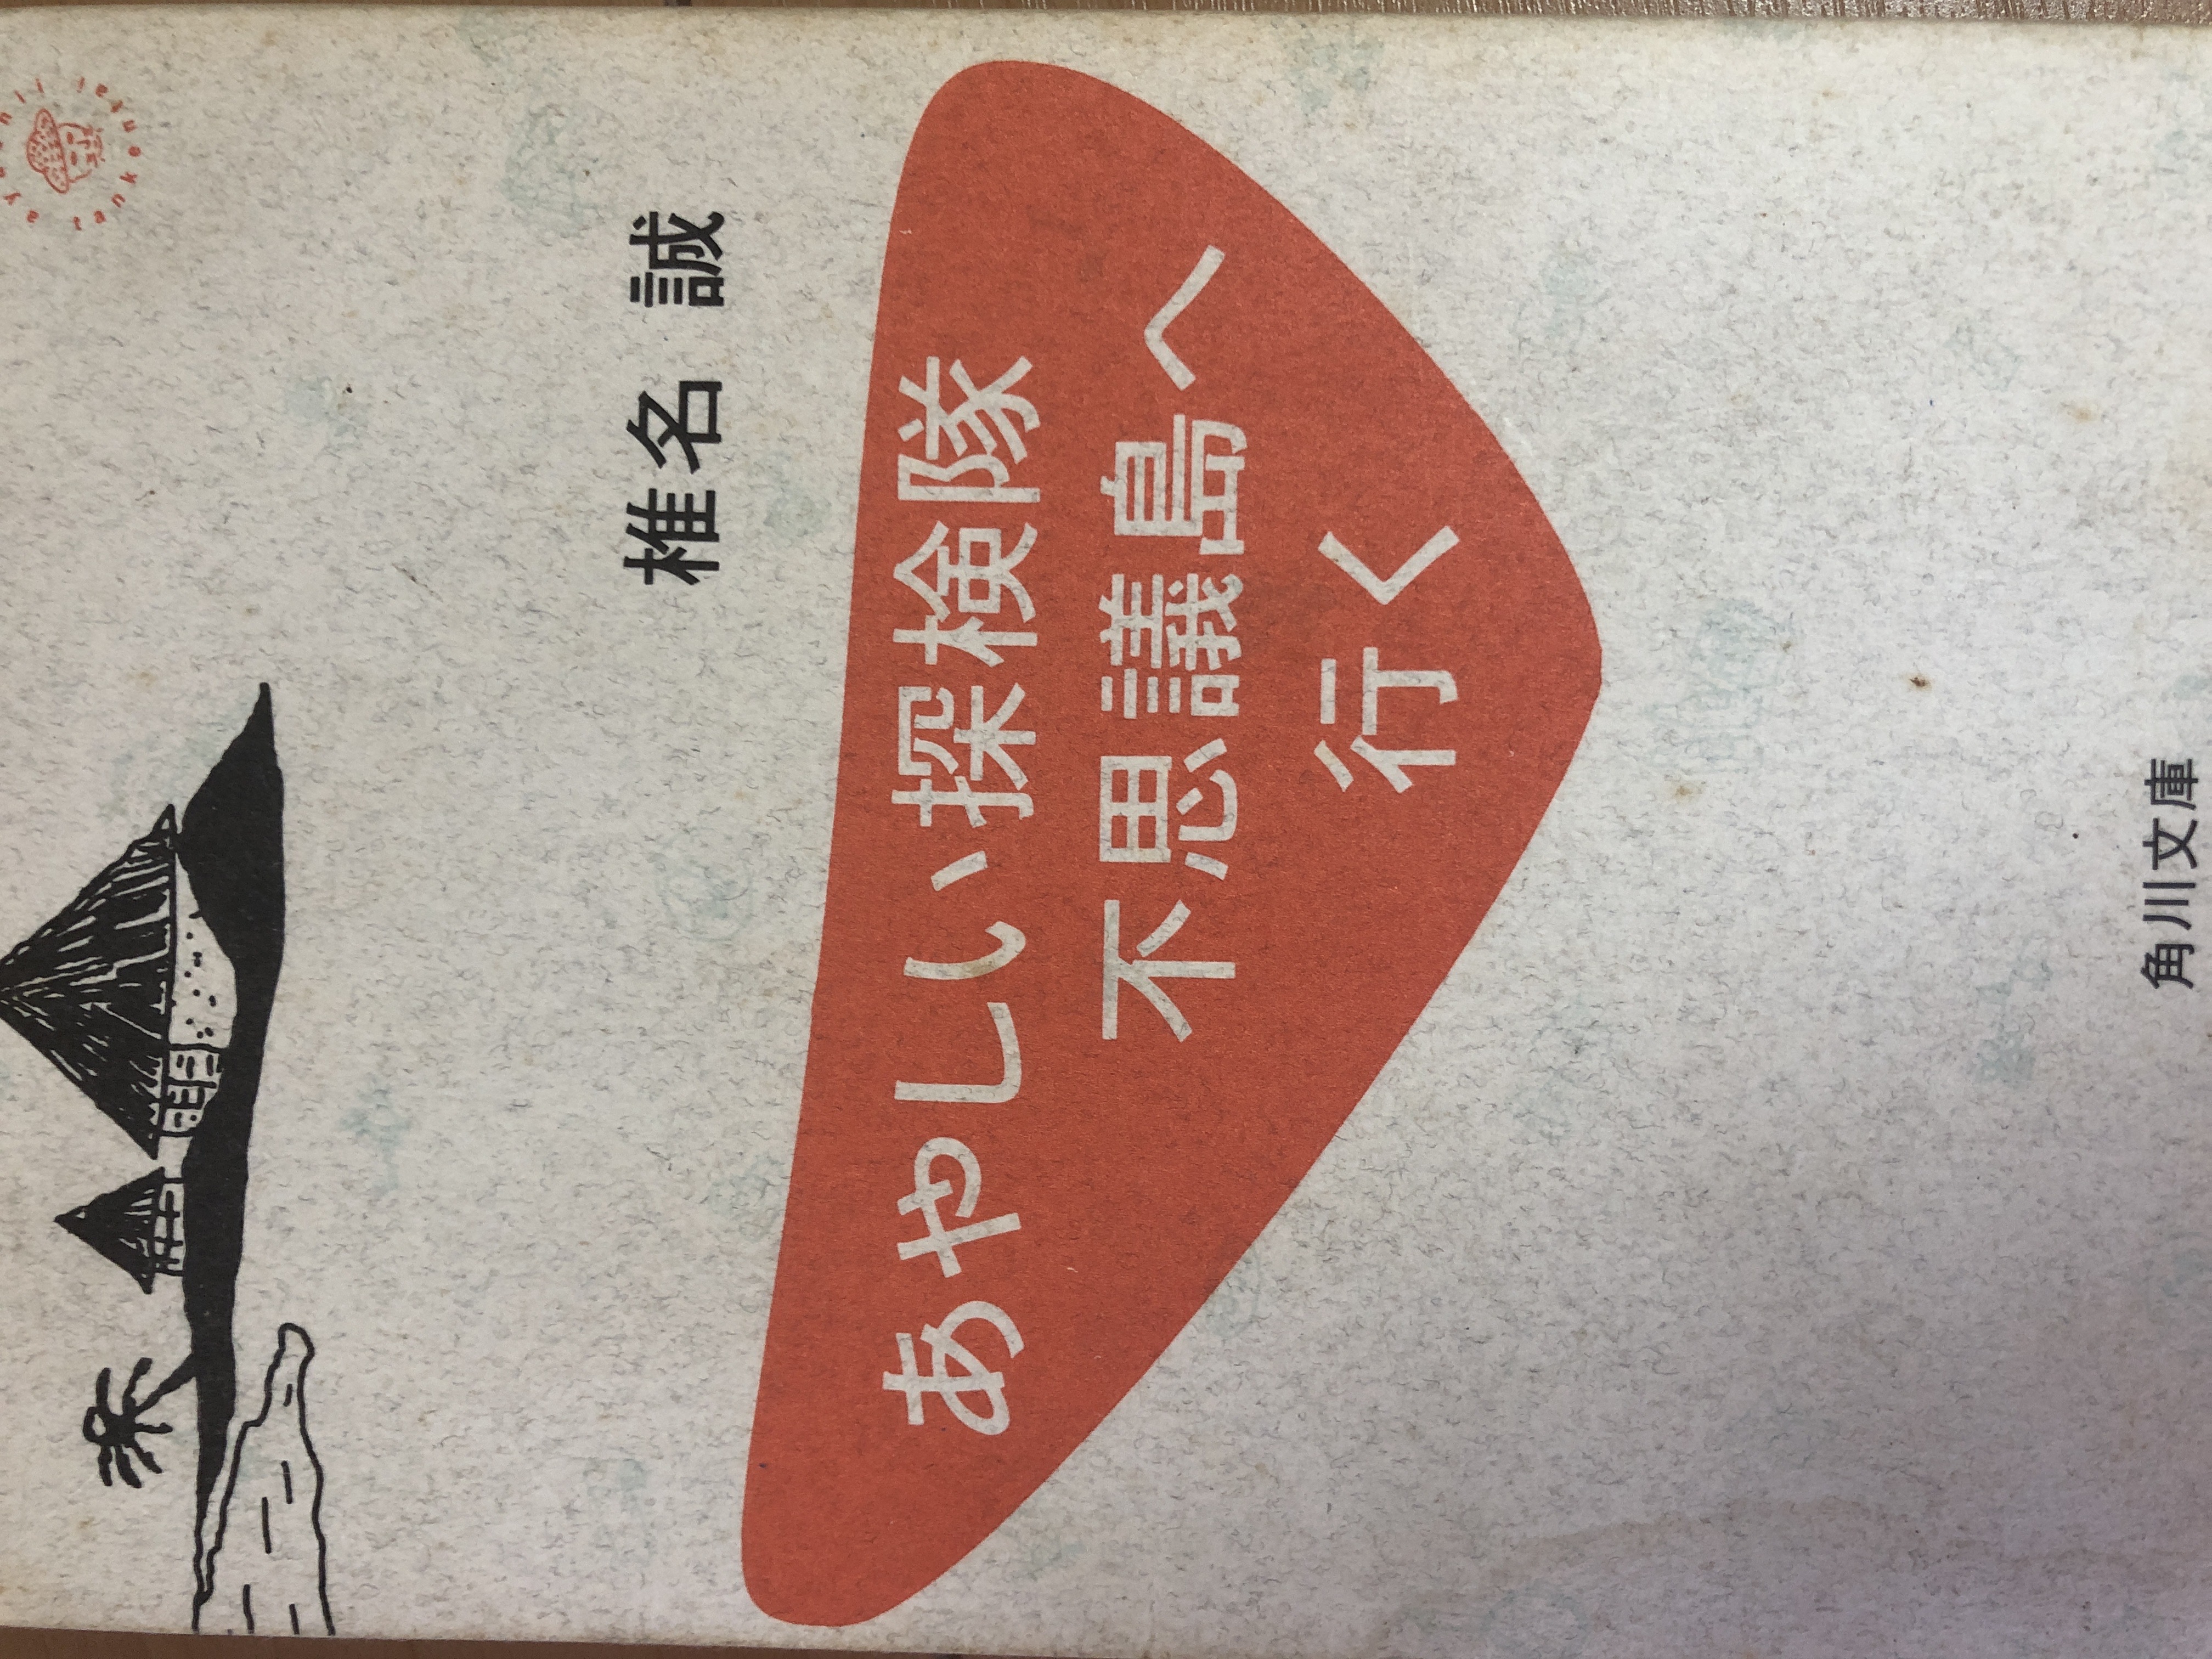 椎名 誠
あやしい探検隊
不思議島へ
行く
角川文庫